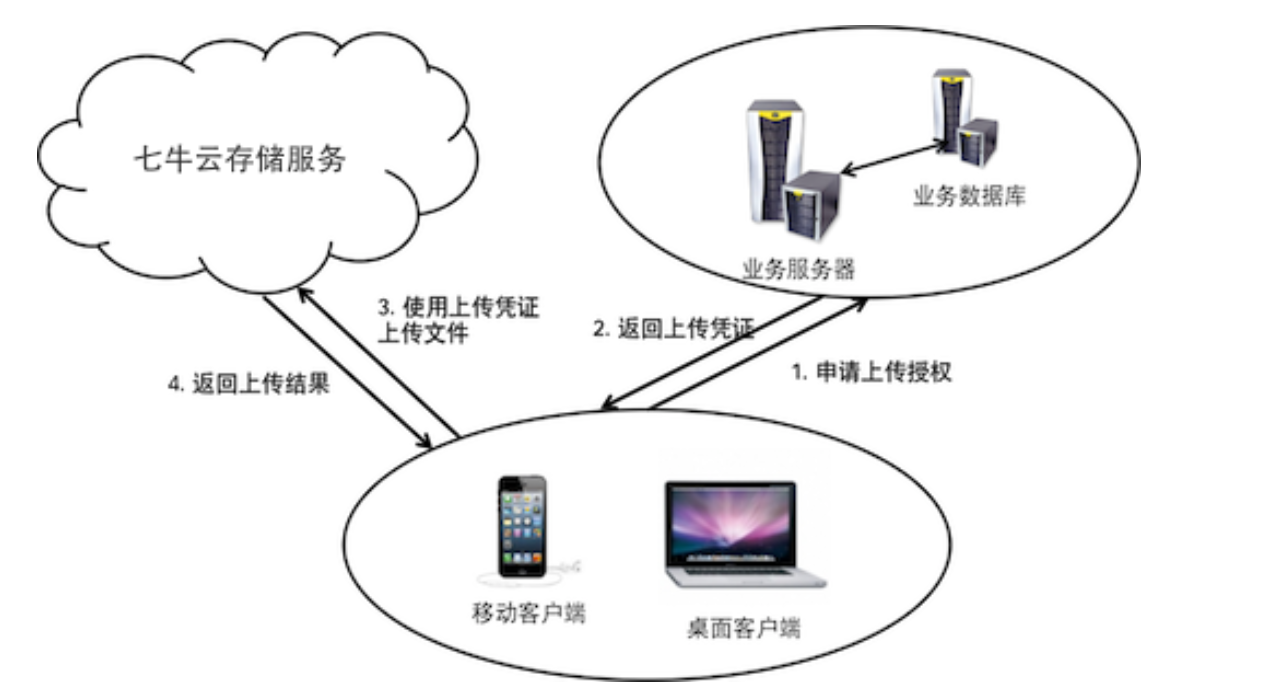 七牛云存储服务
业务数据库
业务服务器
3. 使用上传凭证
上传文件
2. 返回上传凭证
1. 申请上传授权
4. 返回上传结果
移动客户端
桌面客户端